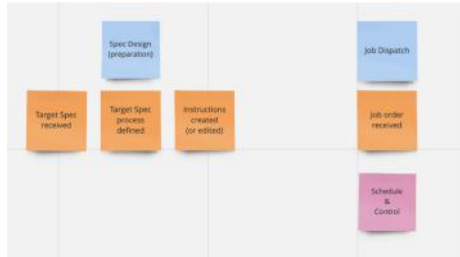 Spec Design
(preparation)
Job Dispatch
Target Spec
received
Target Spec
process
defined
Instructions
created
(or edited)
Job order
received
Schedule
&
Control